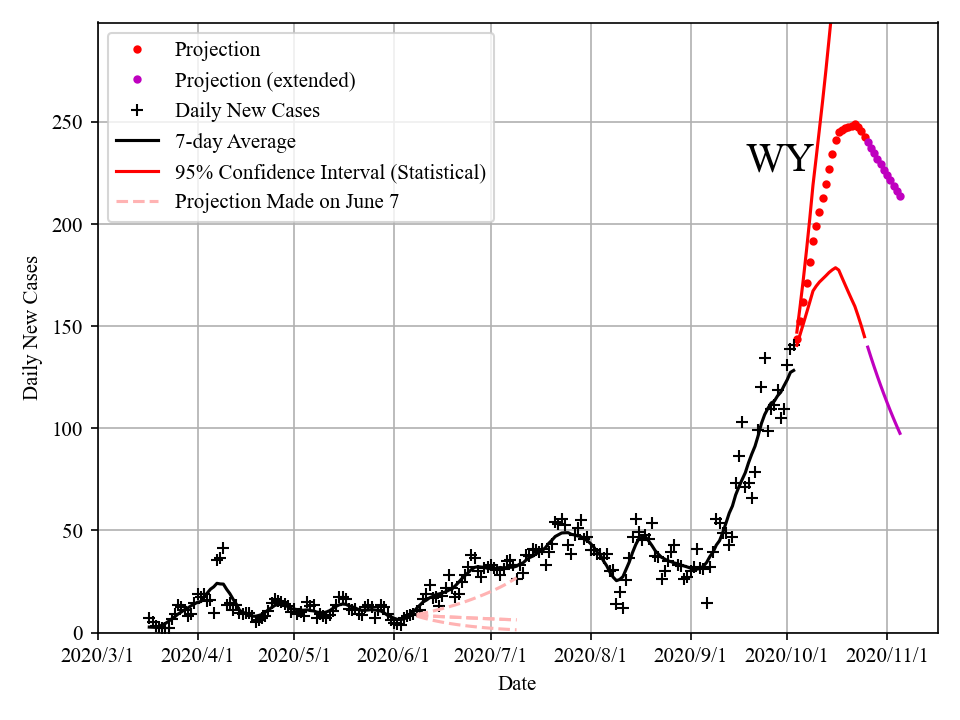 Projection
Projection (extended)
Daily New Cases
7-day Average
95% Confidence Interval (Statistical)
Projection Made on June 7
WY
Daily New Cases
250
200
150
100
50
0
2020/3/1 2020/4/1 2020/5/1 2020/6/1 2020/7/1 2020/8/1 2020/9/1 2020/10/1 2020/11/1
Date